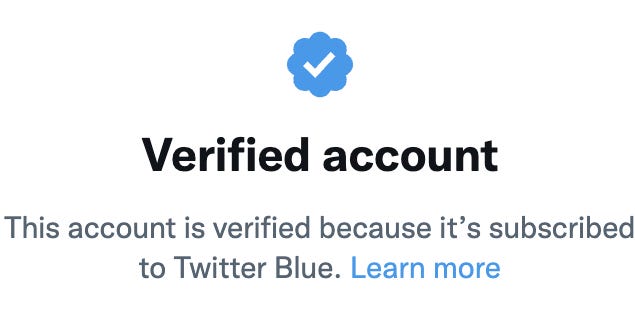 Verified account
This account is verified because it’s subscribed
to Twitter Blue. Learn more